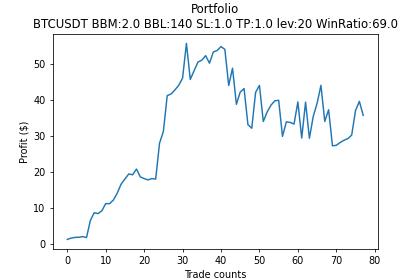 Portfolio
BTCUSDT BBM:2.0 BBL:140 SL:1.0 TP:1.0 lev:20 WinRatio:69.0
50
40
30
20
10
0
Profit ($)
0 10 20 30 40 50 60 70 80
Trade counts